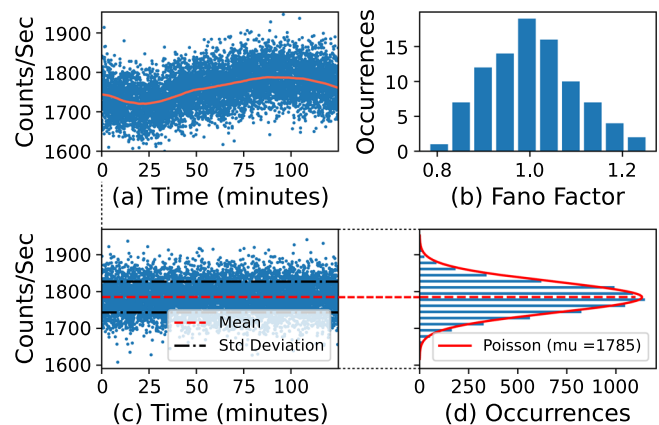 Counts/Sec
1900
1800
1700
1600
0 25 50 75 100
(a) Time (minutes)
Occurrences
15
10
5
0
0.8 1.0 1.2
(b) Fano Factor
Counts/Sec
1900
1800
1700
1600
Mean
Std Deviation
0 25 50 75 100
(c) Time (minutes)
Poisson (mu =1785)
0 250 500 750 1000
(d) Occurrences